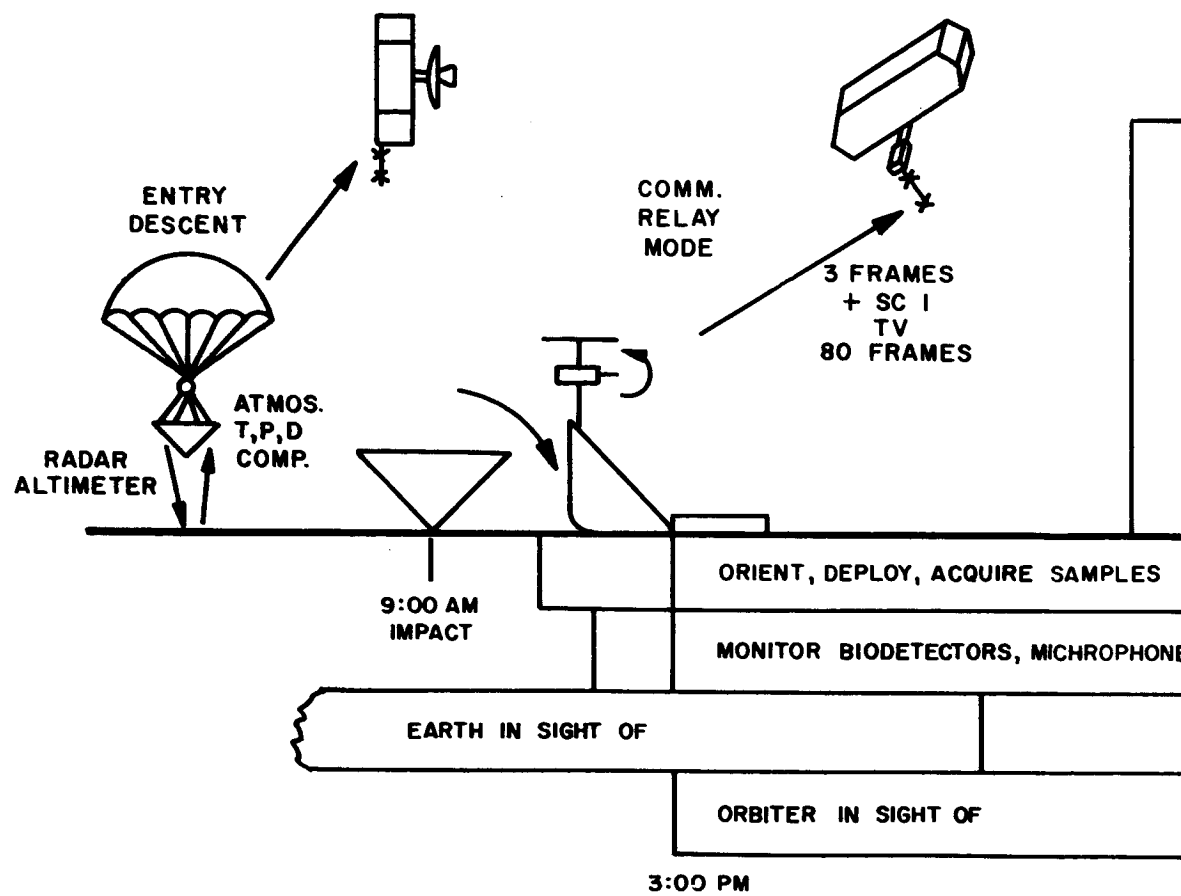 ENTRY
DESCENT
COMM.
RELAY
MODE
3 FRAMES
+ SC I
TV
80 FRAMES
ATMOS.
T,P,D
COMP.
RADAR
ALTIMETER
9:00 AM
IMPACT
ORIENT, DEPLOY, ACQUIRE SAMPLES
MONITOR BIODETECTORS, MICHROPHONE
EARTH IN SIGHT OF
ORBITER IN SIGHT OF
3:00 PM